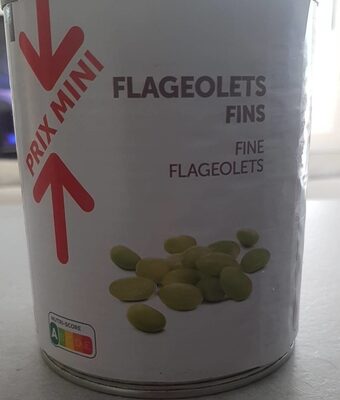 PRIX MINI
FLAGEOLETS
FINS
FINE
FLAGEOLETS
NUTRI-SCORE
A
D E